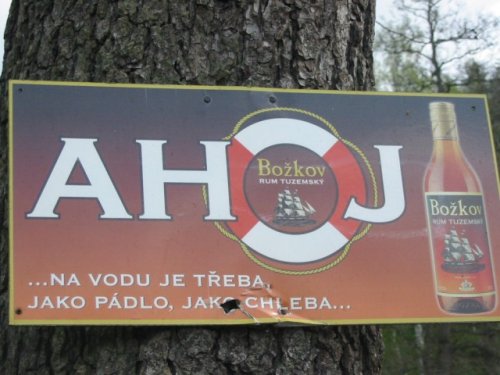 AHOJ
Božkov
RUM TUZEMSKÝ
Božkov
RUM TUZEMSKÝ
...NA VODU JE TŘEBA,
JAKO PÁDLO, JAKO CHLEBA...